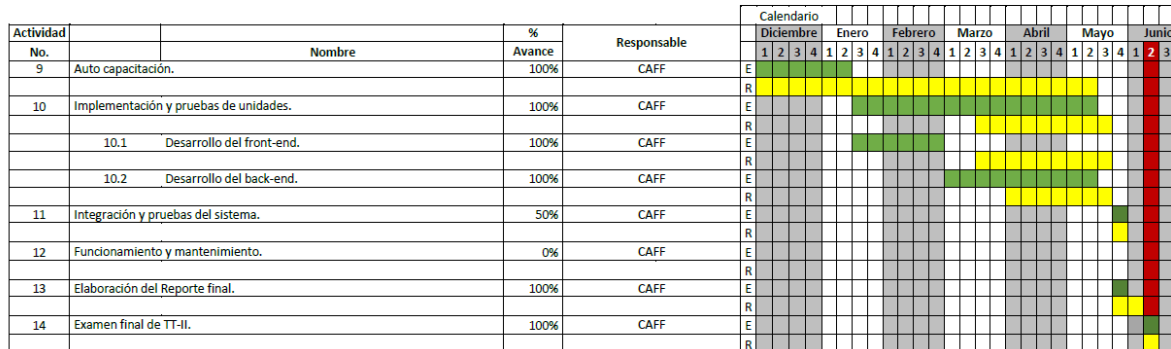 Calendario
Actividad % Responsable Diciembre Enero Febrero Marzo Abril Mayo Junio
No. Nombre Avance 1 2 3 4 1 2 3 4 1 2 3 4 1 2 3 4 1 2 3 4 1 2 3 4 1 2 3
9 Auto capacitación. 100% CAFF E
R
10 Implementación y pruebas de unidades. 100% CAFF E
R
10.1 Desarrollo del front-end. 100% CAFF E
R
10.2 Desarrollo del back-end. 100% CAFF E
R
11 Integración y pruebas del sistema. 50% CAFF E
R
12 Funcionamiento y mantenimiento. 0% CAFF E
R
13 Elaboración del Reporte final. 100% CAFF E
R
14 Examen final de TT-II. 100% CAFF E
R